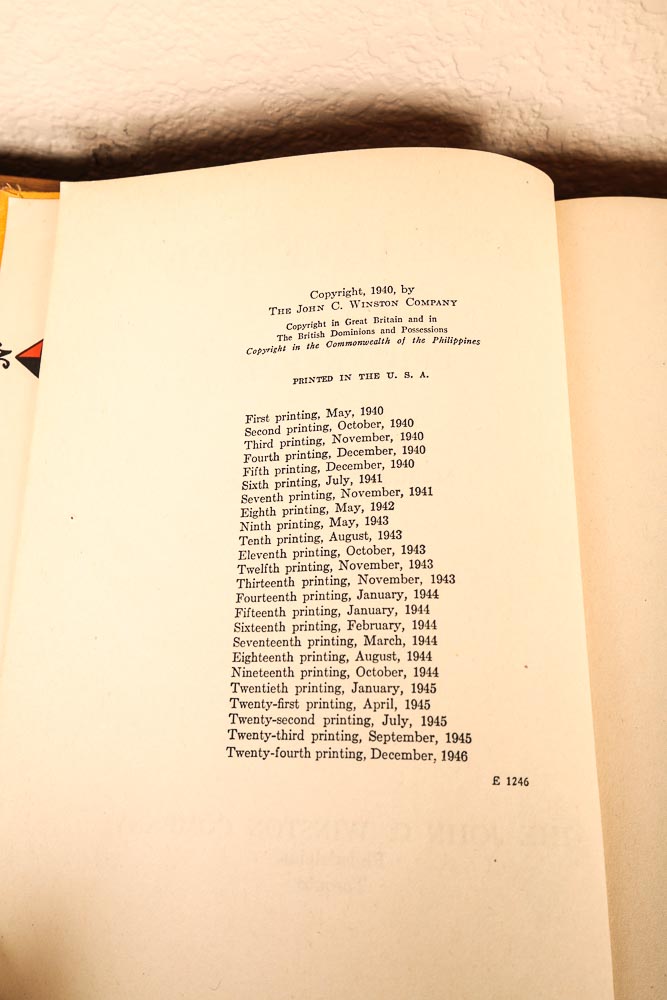 Copyright, 1940, by
THE JOHN C. WINSTON COMPANY
Copyright in Great Britain and in
The British Dominions and Possessions
Copyright in the Commonwealth of the Philippines
PRINTED IN THE U. S. A.
First printing, May, 1940
Second printing, October, 1940
Third printing, November, 1940
Fourth printing, December, 1940
Fifth printing, December, 1940
Sixth printing, July, 1941
Seventh printing, November, 1941
Eighth printing, May, 1942
Ninth printing, May, 1943
Tenth printing, August, 1943
Eleventh printing, October, 1943
Twelfth printing, November, 1943
Thirteenth printing, November, 1943
Fourteenth printing, January, 1944
Fifteenth printing, January, 1944
Sixteenth printing, February, 1944
Seventeenth printing, March, 1944
Eighteenth printing, August, 1944
Nineteenth printing, October, 1944
Twentieth printing, January, 1945
Twenty-first printing, April, 1945
Twenty-second printing, July, 1945
Twenty-third printing, September, 1945
Twenty-fourth printing, December, 1946
£ 1246